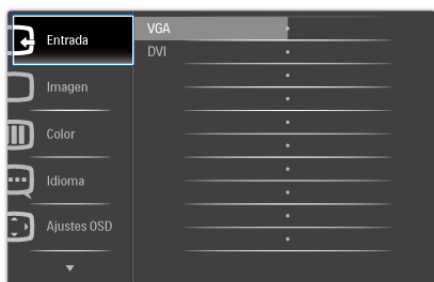 Entrada
VGA
DVI
Imagen
Color
Idioma
Ajustes OSD